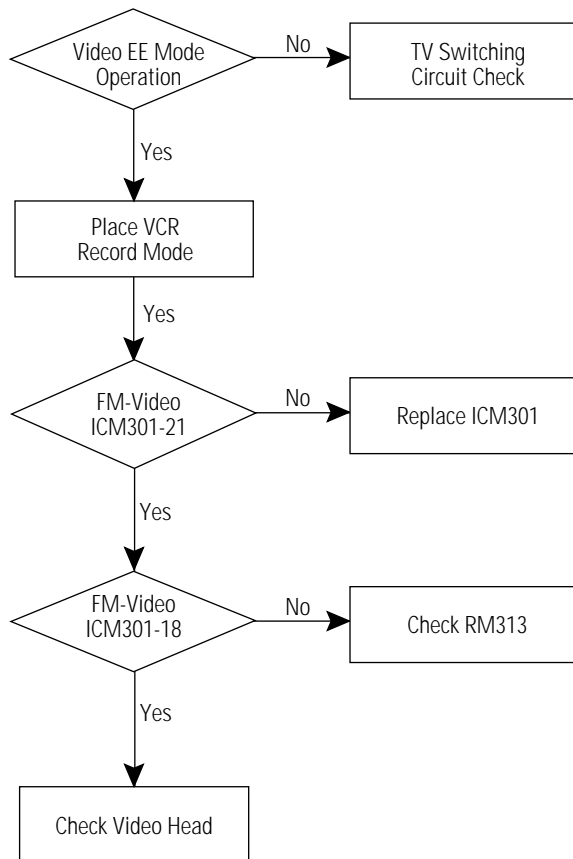 Video EE Mode
Operation
No
TV Switching
Circuit Check
Yes
Place VCR
Record Mode
Yes
FM-Video
ICM301-21
No
Replace ICM301
Yes
FM-Video
ICM301-18
No
Check RM313
Yes
Check Video Head